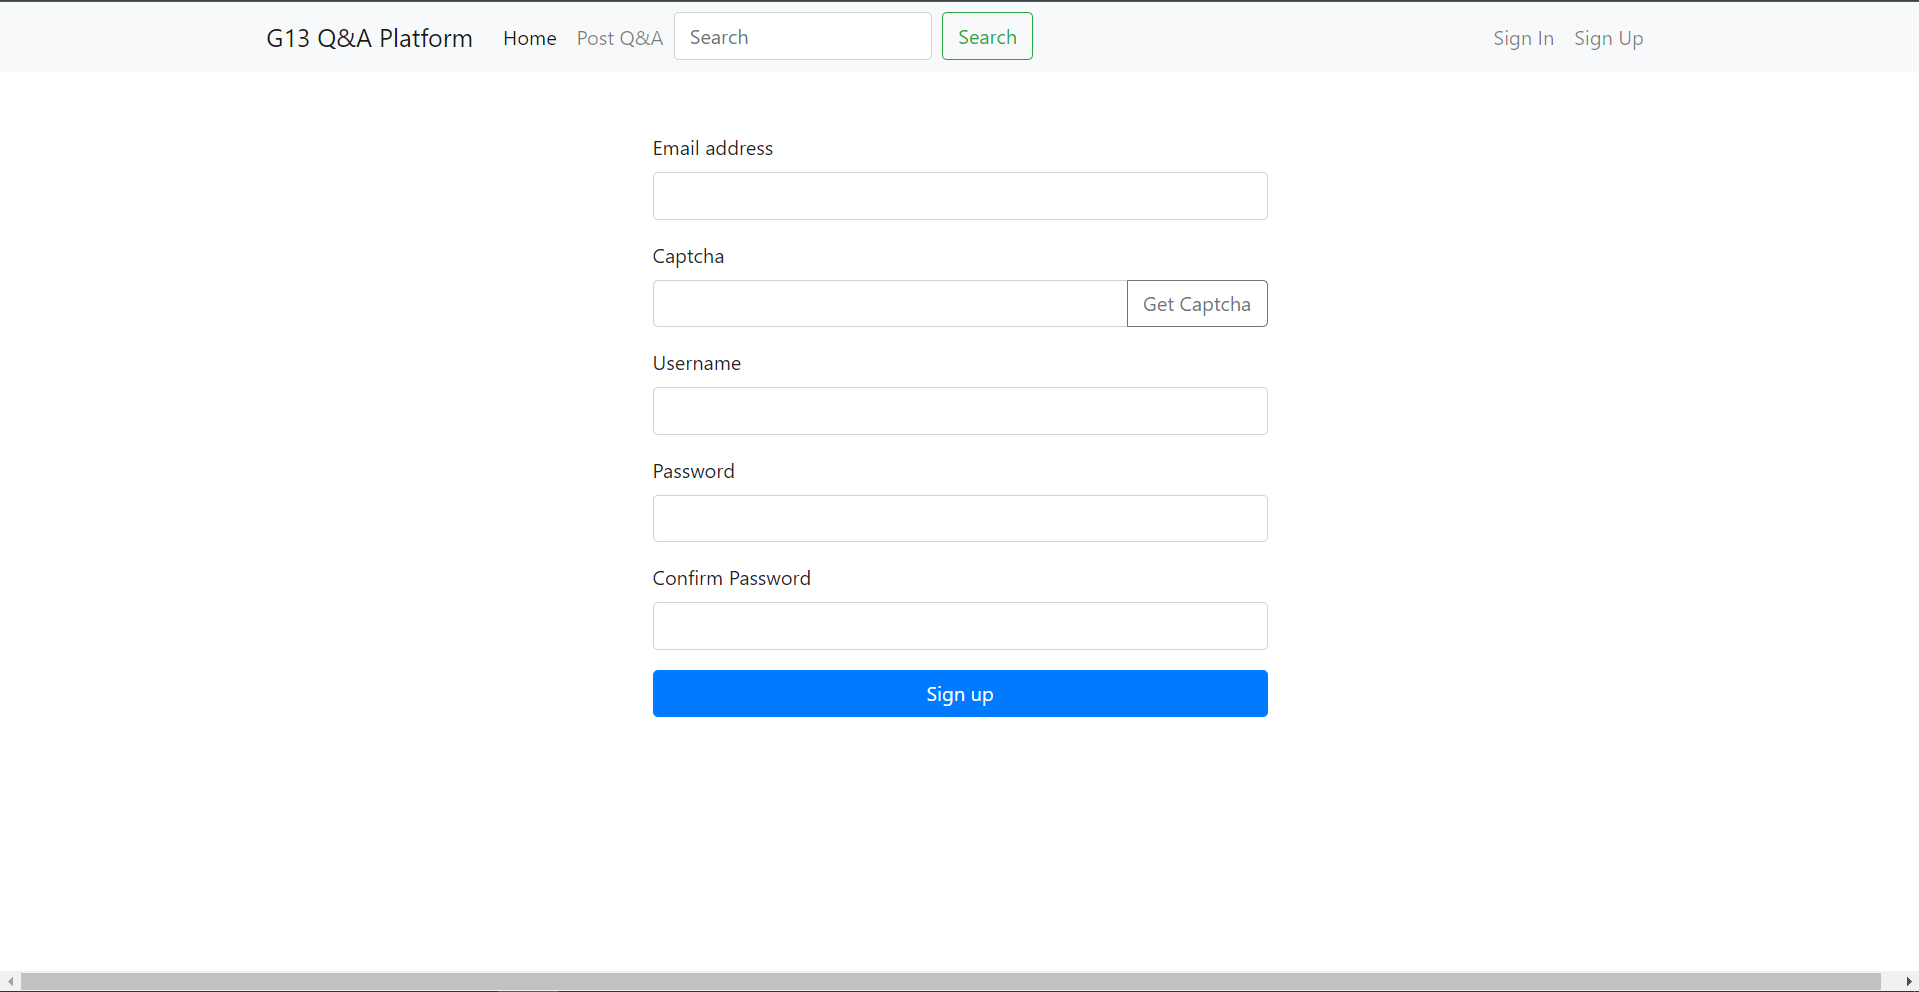 G13 Q&A Platform Home Post Q&A Search Search Sign In Sign Up
Email address
Captcha
Get Captcha
Username
Password
Confirm Password
Sign up